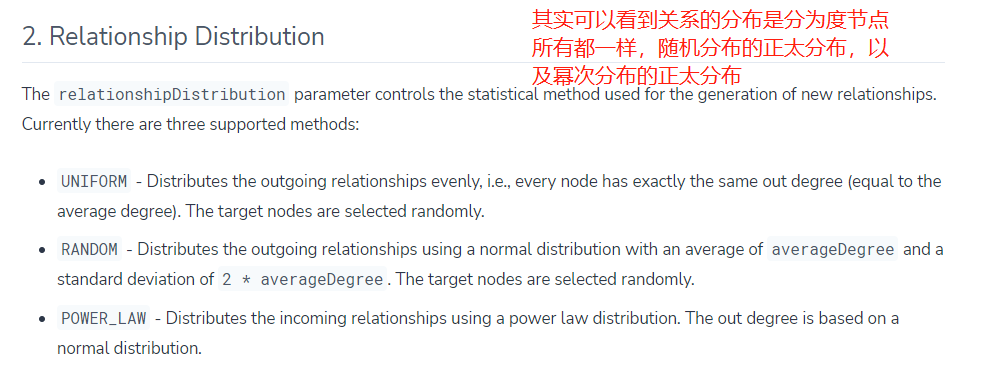 2. Relationship Distribution
其实可以看到关系的分布是分为度节点
所有都一样，随机分布的正太分布，以
及幂次分布的正太分布
The relationshipDistribution parameter controls the statistical method used for the generation of new relationships.
Currently there are three supported methods:
• UNIFORM - Distributes the outgoing relationships evenly, i.e., every node has exactly the same out degree (equal to the
average degree). The target nodes are selected randomly.
• RANDOM - Distributes the outgoing relationships using a normal distribution with an average of averageDegree and a
standard deviation of 2 * averageDegree. The target nodes are selected randomly.
• POWER_LAW - Distributes the incoming relationships using a power law distribution. The out degree is based on a
normal distribution.